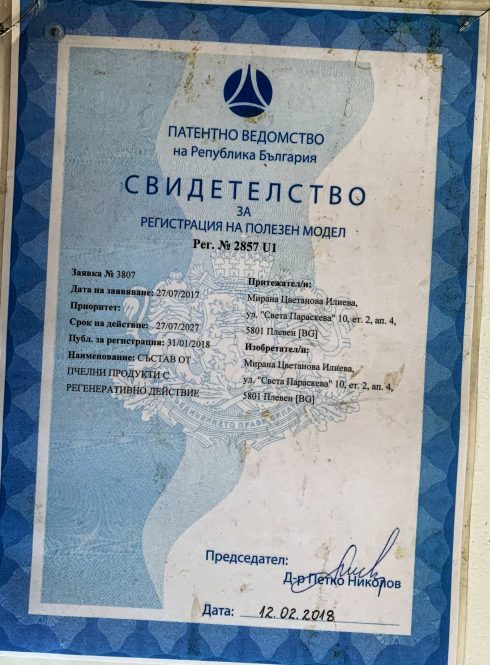 ПАТЕНТНО ВЕДОМСТВО
на Република България
СВИДЕТЕЛСТВО
ЗА
РЕГИСТРАЦИЯ НА ПОЛЕЗЕН МОДЕЛ
Рег. № 2857 U1
Заявка № 3807
Дата на заявяване: 27/07/2017
Приоритет:
Срок на действие: 27/07/2027
Публ. за регистрация: 31/01/2018
Наименование: СЪСТАВ ОТ
ПЧЕЛНИ ПРОДУКТИ С
РЕГЕНЕРАТИВНО ДЕЙСТВИЕ
Притежател/и:
Мирана Цветанова Илиева,
ул. "Света Параскева" 10, ет. 2, ап. 4,
5801 Плевен [BG]
Изобретател/и:
Мирана Цветанова Илиева,
ул. "Света Параскева" 10, ет. 2, ап. 4,
5801 Плевен [BG]
Председател:
Д-р Петко Николов
Дата: 12.02.2018